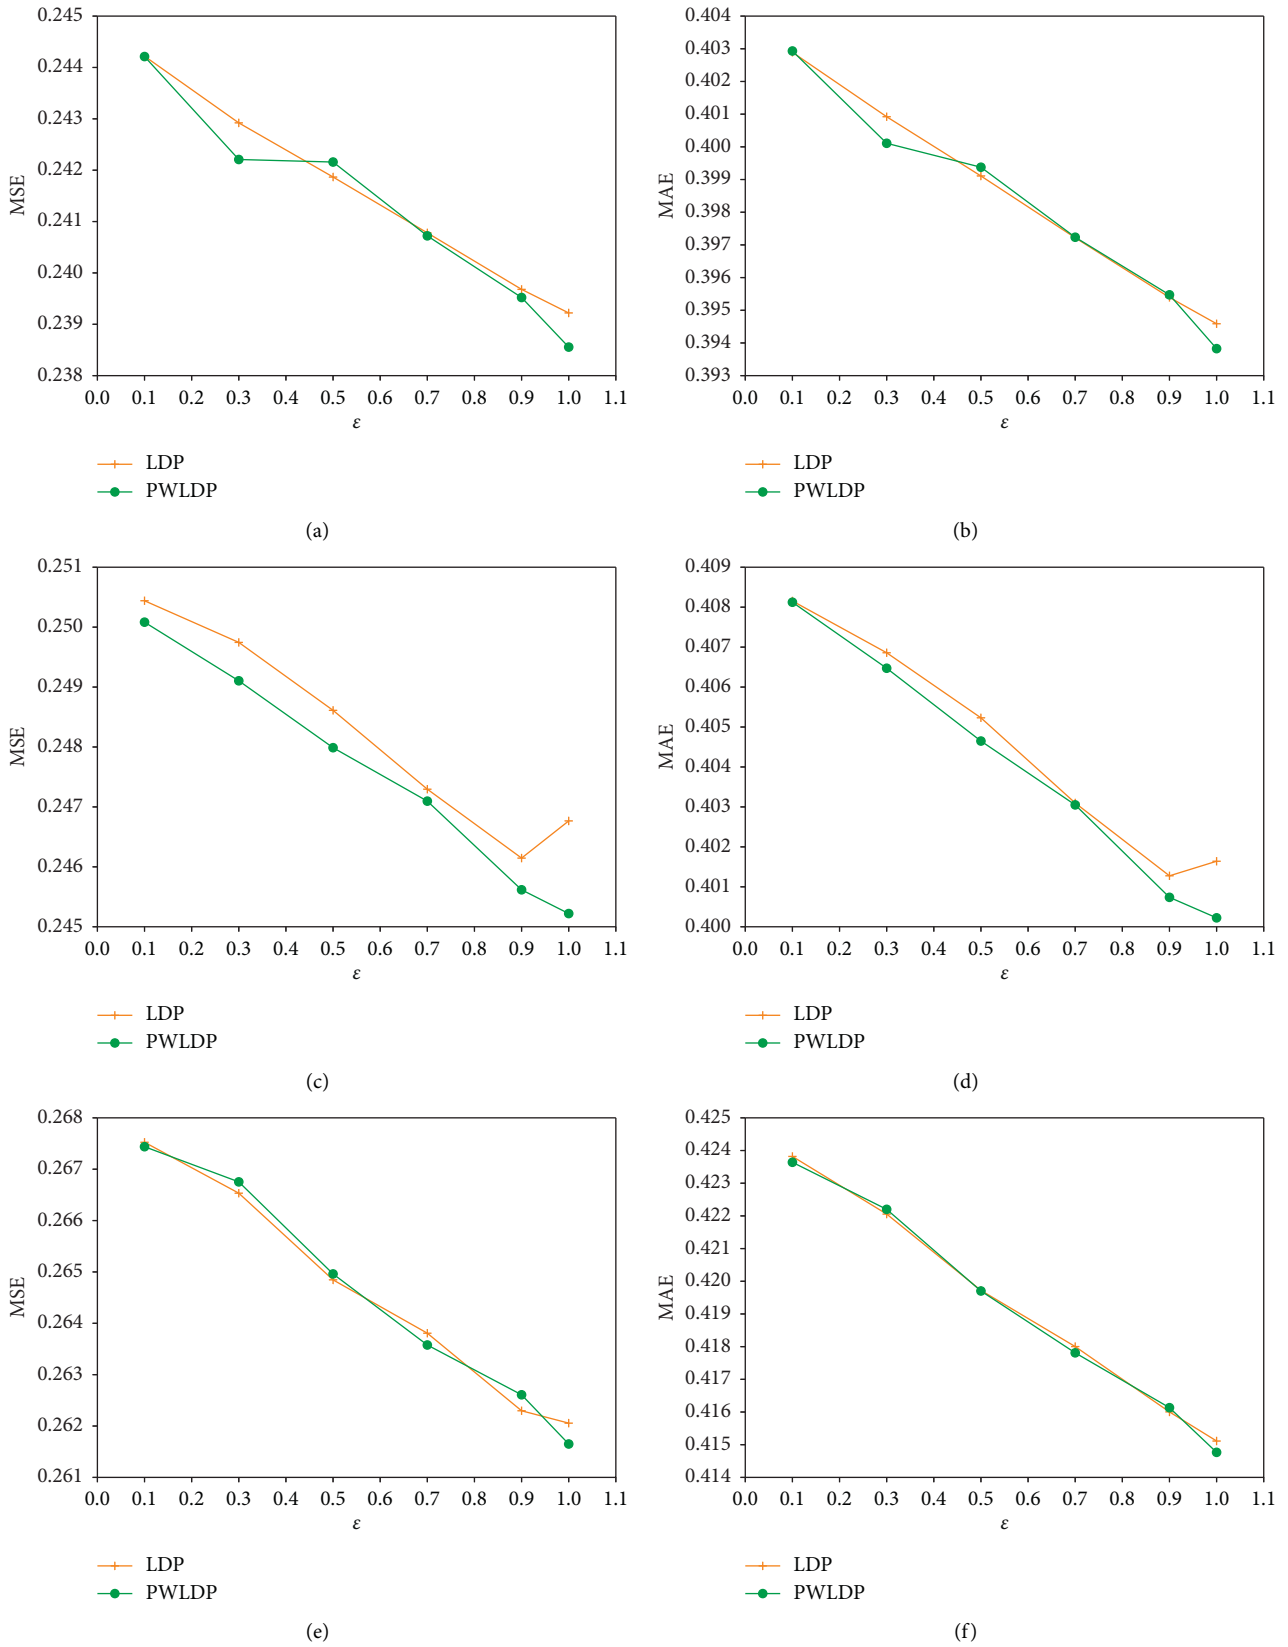 0.245
0.244
0.243
0.242
0.241
0.240
0.239
0.238
MSE
0.0 0.1 0.2 0.3 0.4 0.5 0.6 0.7 0.8 0.9 1.0 1.1
ε
LDP
PWLDP
(a)
0.404
0.403
0.402
0.401
0.400
0.399
0.398
0.397
0.396
0.395
0.394
0.393
MAE
0.0 0.1 0.2 0.3 0.4 0.5 0.6 0.7 0.8 0.9 1.0 1.1
ε
LDP
PWLDP
(b)
0.251
0.250
0.249
0.248
0.247
0.246
0.245
MSE
0.0 0.1 0.2 0.3 0.4 0.5 0.6 0.7 0.8 0.9 1.0 1.1
ε
LDP
PWLDP
(c)
0.409
0.408
0.407
0.406
0.405
0.404
0.403
0.402
0.401
0.400
MAE
0.0 0.1 0.2 0.3 0.4 0.5 0.6 0.7 0.8 0.9 1.0 1.1
ε
LDP
PWLDP
(d)
0.268
0.267
0.266
0.265
0.264
0.263
0.262
0.261
MSE
0.0 0.1 0.2 0.3 0.4 0.5 0.6 0.7 0.8 0.9 1.0 1.1
ε
LDP
PWLDP
(e)
0.425
0.424
0.423
0.422
0.421
0.420
0.419
0.418
0.417
0.416
0.415
0.414
MAE
0.0 0.1 0.2 0.3 0.4 0.5 0.6 0.7 0.8 0.9 1.0 1.1
ε
LDP
PWLDP
(f)